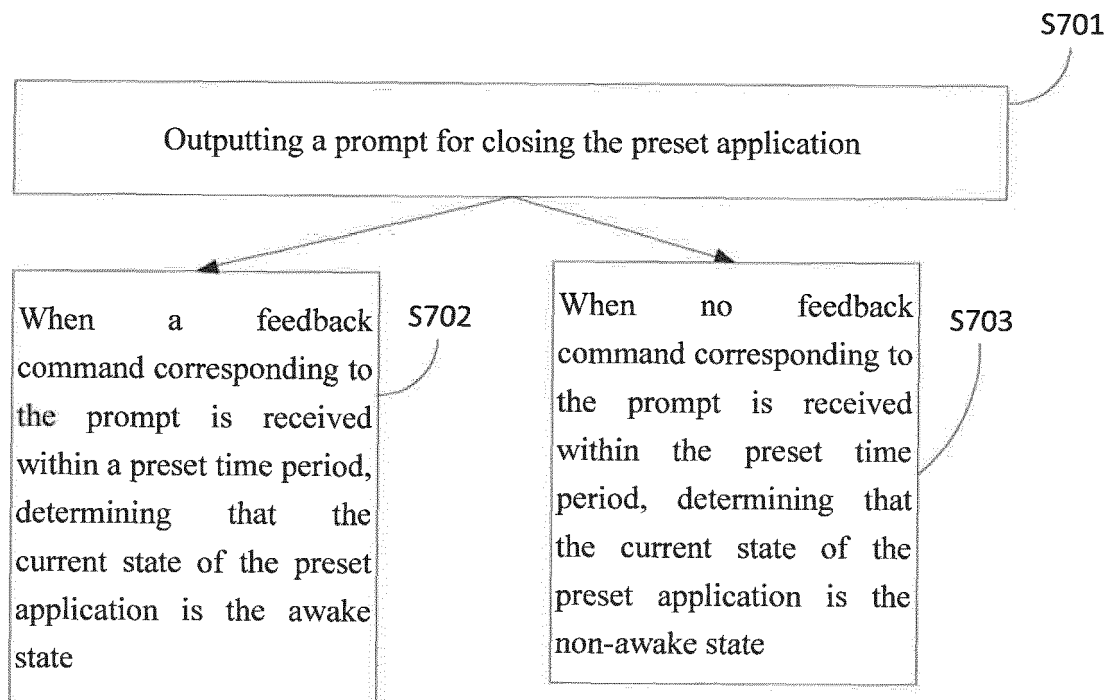 S701
Outputting a prompt for closing the preset application
When a feedback
command corresponding to
the prompt is received
within a preset time period,
determining that the
current state of the preset
application is the awake
state
S702
When no feedback
command corresponding to
the prompt is received
within the preset time
period, determining that
the current state of the
preset application is the
non-awake state
S703